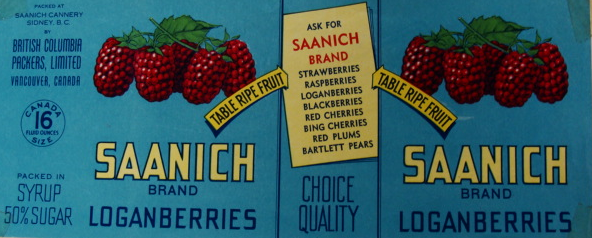 PACKED AT
SAANICH CANNERY
SIDNEY, B.C.
BY
BRITISH COLUMBIA
PACKERS, LIMITED
VANCOUVER, CANADA
CANADA
16
FLUID OUNCES
SIZE
PACKED IN
SYRUP
50% SUGAR
TABLE RIPE FRUIT
SAANICH
BRAND
LOGANBERRIES
ASK FOR
SAANICH
BRAND
STRAWBERRIES
RASPBERRIES
LOGANBERRIES
BLACKBERRIES
RED CHERRIES
BING CHERRIES
RED PLUMS
BARTLETT PEARS
CHOICE
QUALITY
TABLE RIPE FRUIT
SAANICH
BRAND
LOGANBERRIES